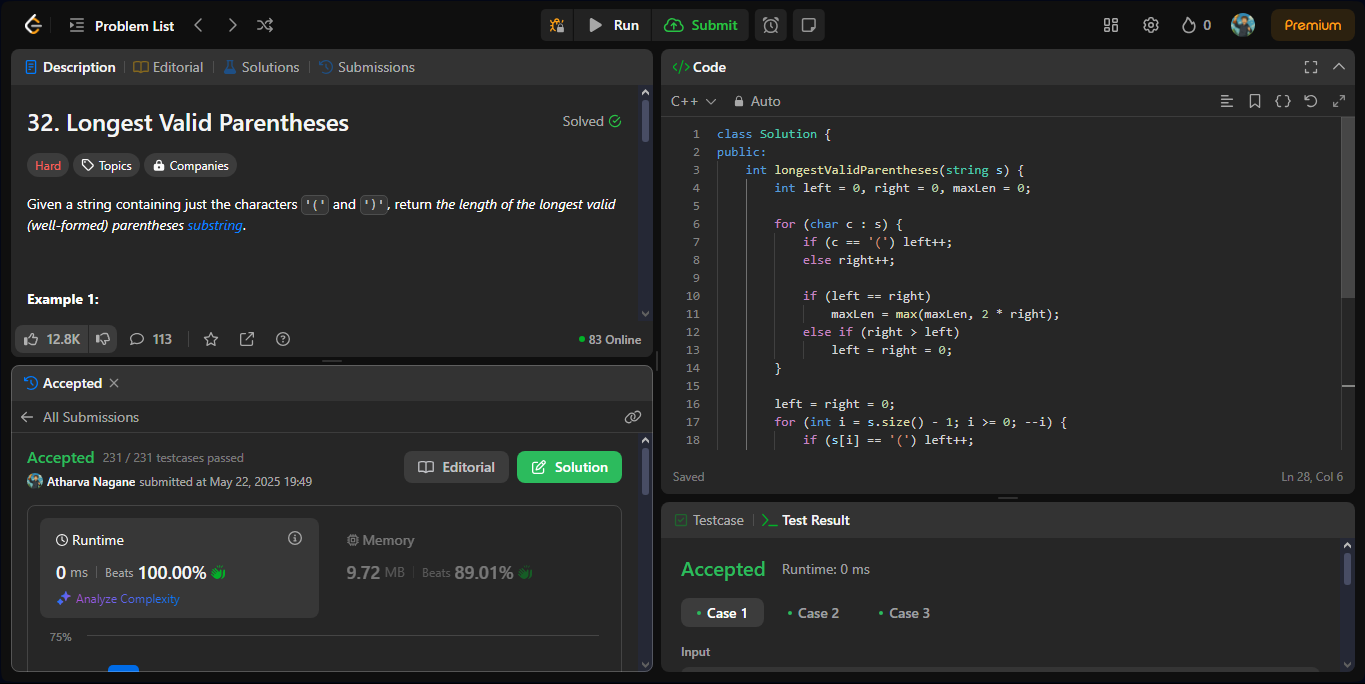 Problem List
Run
Submit
0
Premium
Description
Editorial
Solutions
Submissions
32. Longest Valid Parentheses
Solved
Hard
Topics
Companies
Given a string containing just the characters '(' and ')', return the length of the longest valid
(well-formed) parentheses substring.
Example 1:
12.8K
113
83 Online
Accepted
All Submissions
Accepted 231 / 231 testcases passed
Atharva Nagane submitted at May 22, 2025 19:49
Editorial
Solution
Runtime
0 ms | Beats 100.00%
Analyze Complexity
Memory
9.72 MB | Beats 89.01%
75%
</> Code
C++
Auto
1 class Solution {
2 public:
3     int longestValidParentheses(string s) {
4         int left = 0, right = 0, maxLen = 0;
5
6         for (char c : s) {
7             if (c == '(') left++;
8             else right++;
9
10             if (left == right)
11                 maxLen = max(maxLen, 2 * right);
12             else if (right > left)
13                 left = right = 0;
14         }
15
16         left = right = 0;
17         for (int i = s.size() - 1; i >= 0; --i) {
18             if (s[i] == '(') left++;
Saved
Ln 28, Col 6
Testcase
Test Result
Accepted
Runtime: 0 ms
Case 1
Case 2
Case 3
Input